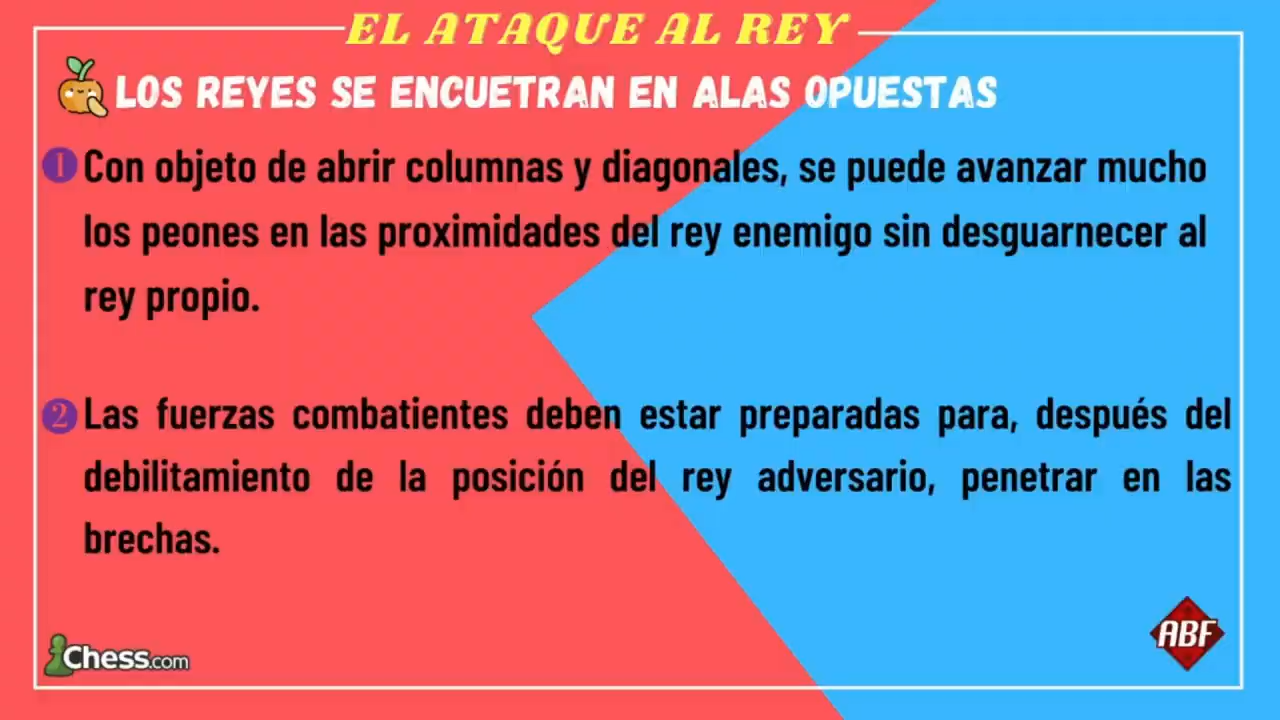 EL ATAQUE AL REY
LOS REYES SE ENCUETRAN EN ALAS OPUESTAS
1 Con objeto de abrir columnas y diagonales, se puede avanzar mucho
los peones en las proximidades del rey enemigo sin desguarnecer al
rey propio.
2 Las fuerzas combatientes deben estar preparadas para, después del
debilitamiento de la posición del rey adversario, penetrar en las
brechas.
Chess.com
ABF